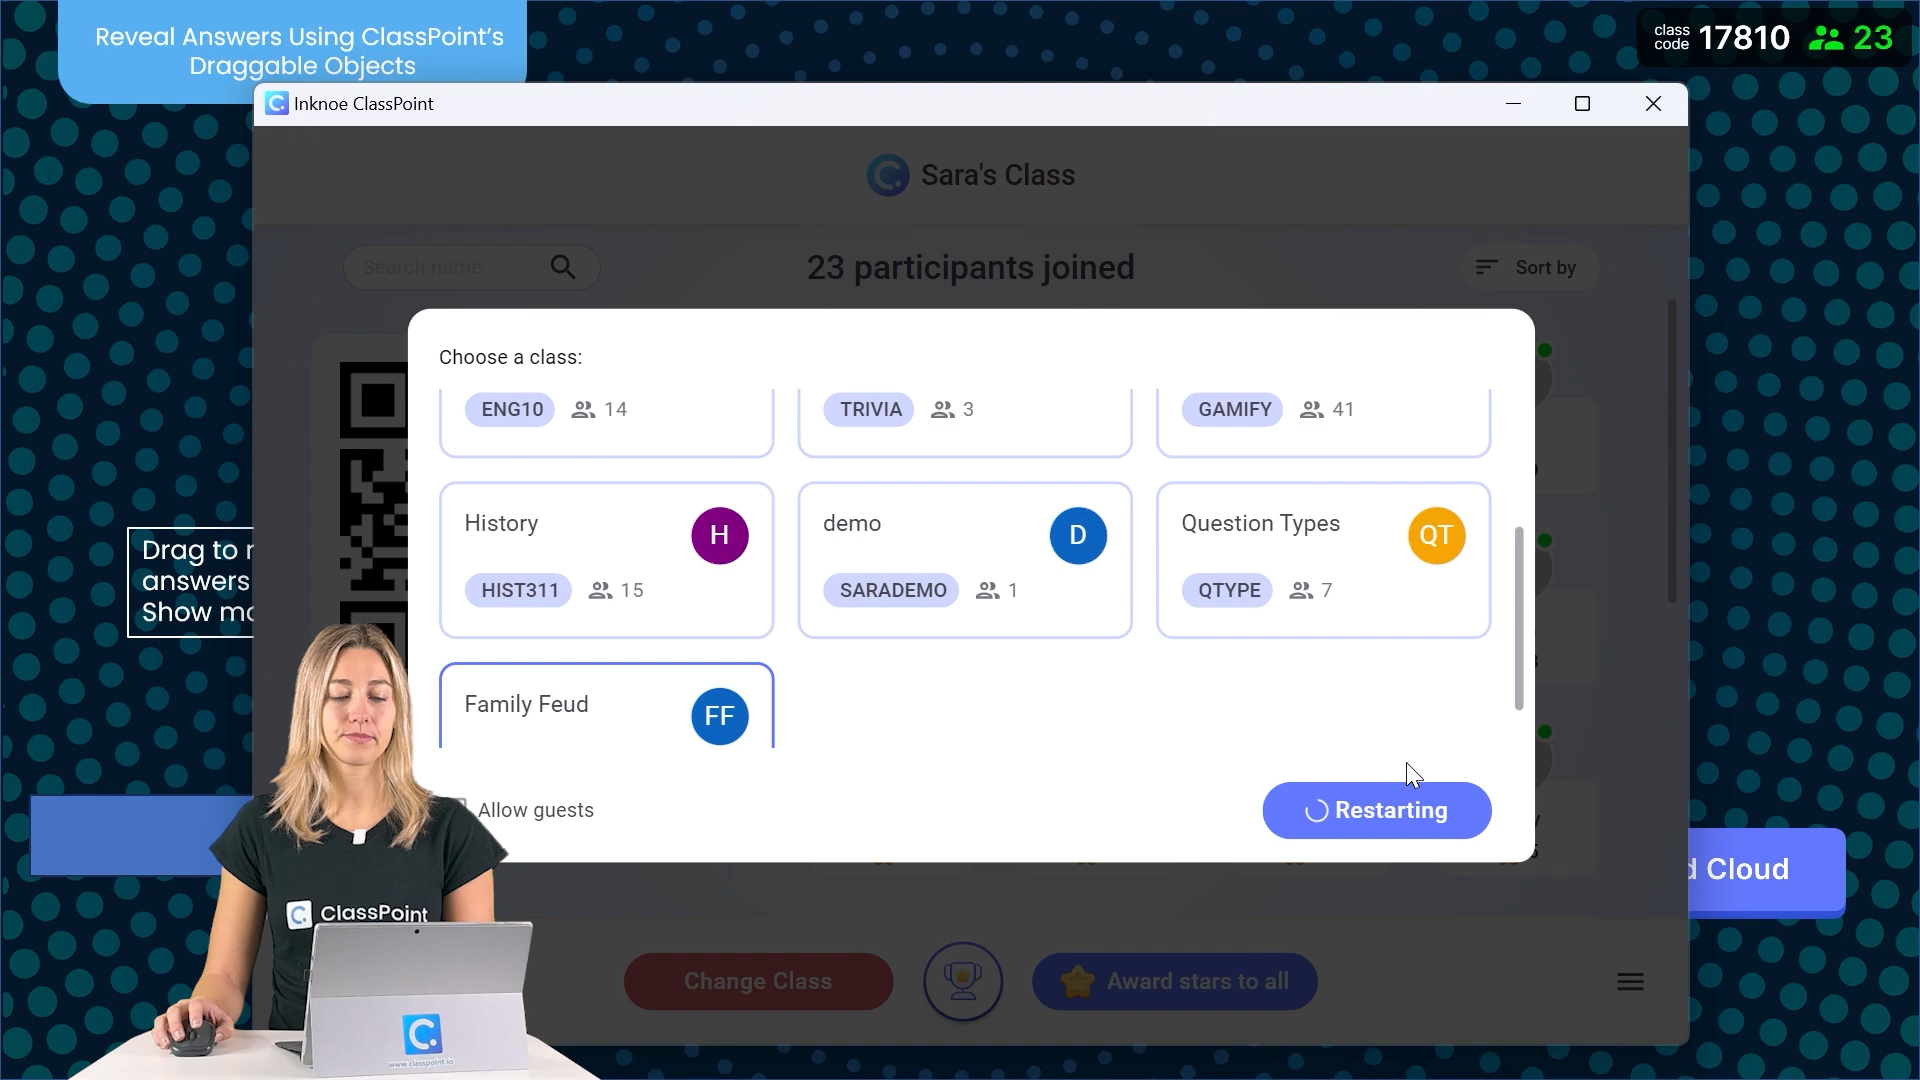 Reveal Answers Using ClassPoint's
Draggable Objects
class
code 17810 23
Inknoe ClassPoint
Sara's Class
Search name
23 participants joined
Sort by
Choose a class:
ENG10 14
TRIVIA 3
GAMIFY 41
History H
HIST311 15
demo D
SARADEMO 1
Question Types QT
QTYPE 7
Family Feud FF
Drag to r
answers
Show mo
Allow guests
Restarting
d Cloud
ClassPoint
www.classpoint.io
Change Class
Award stars to all